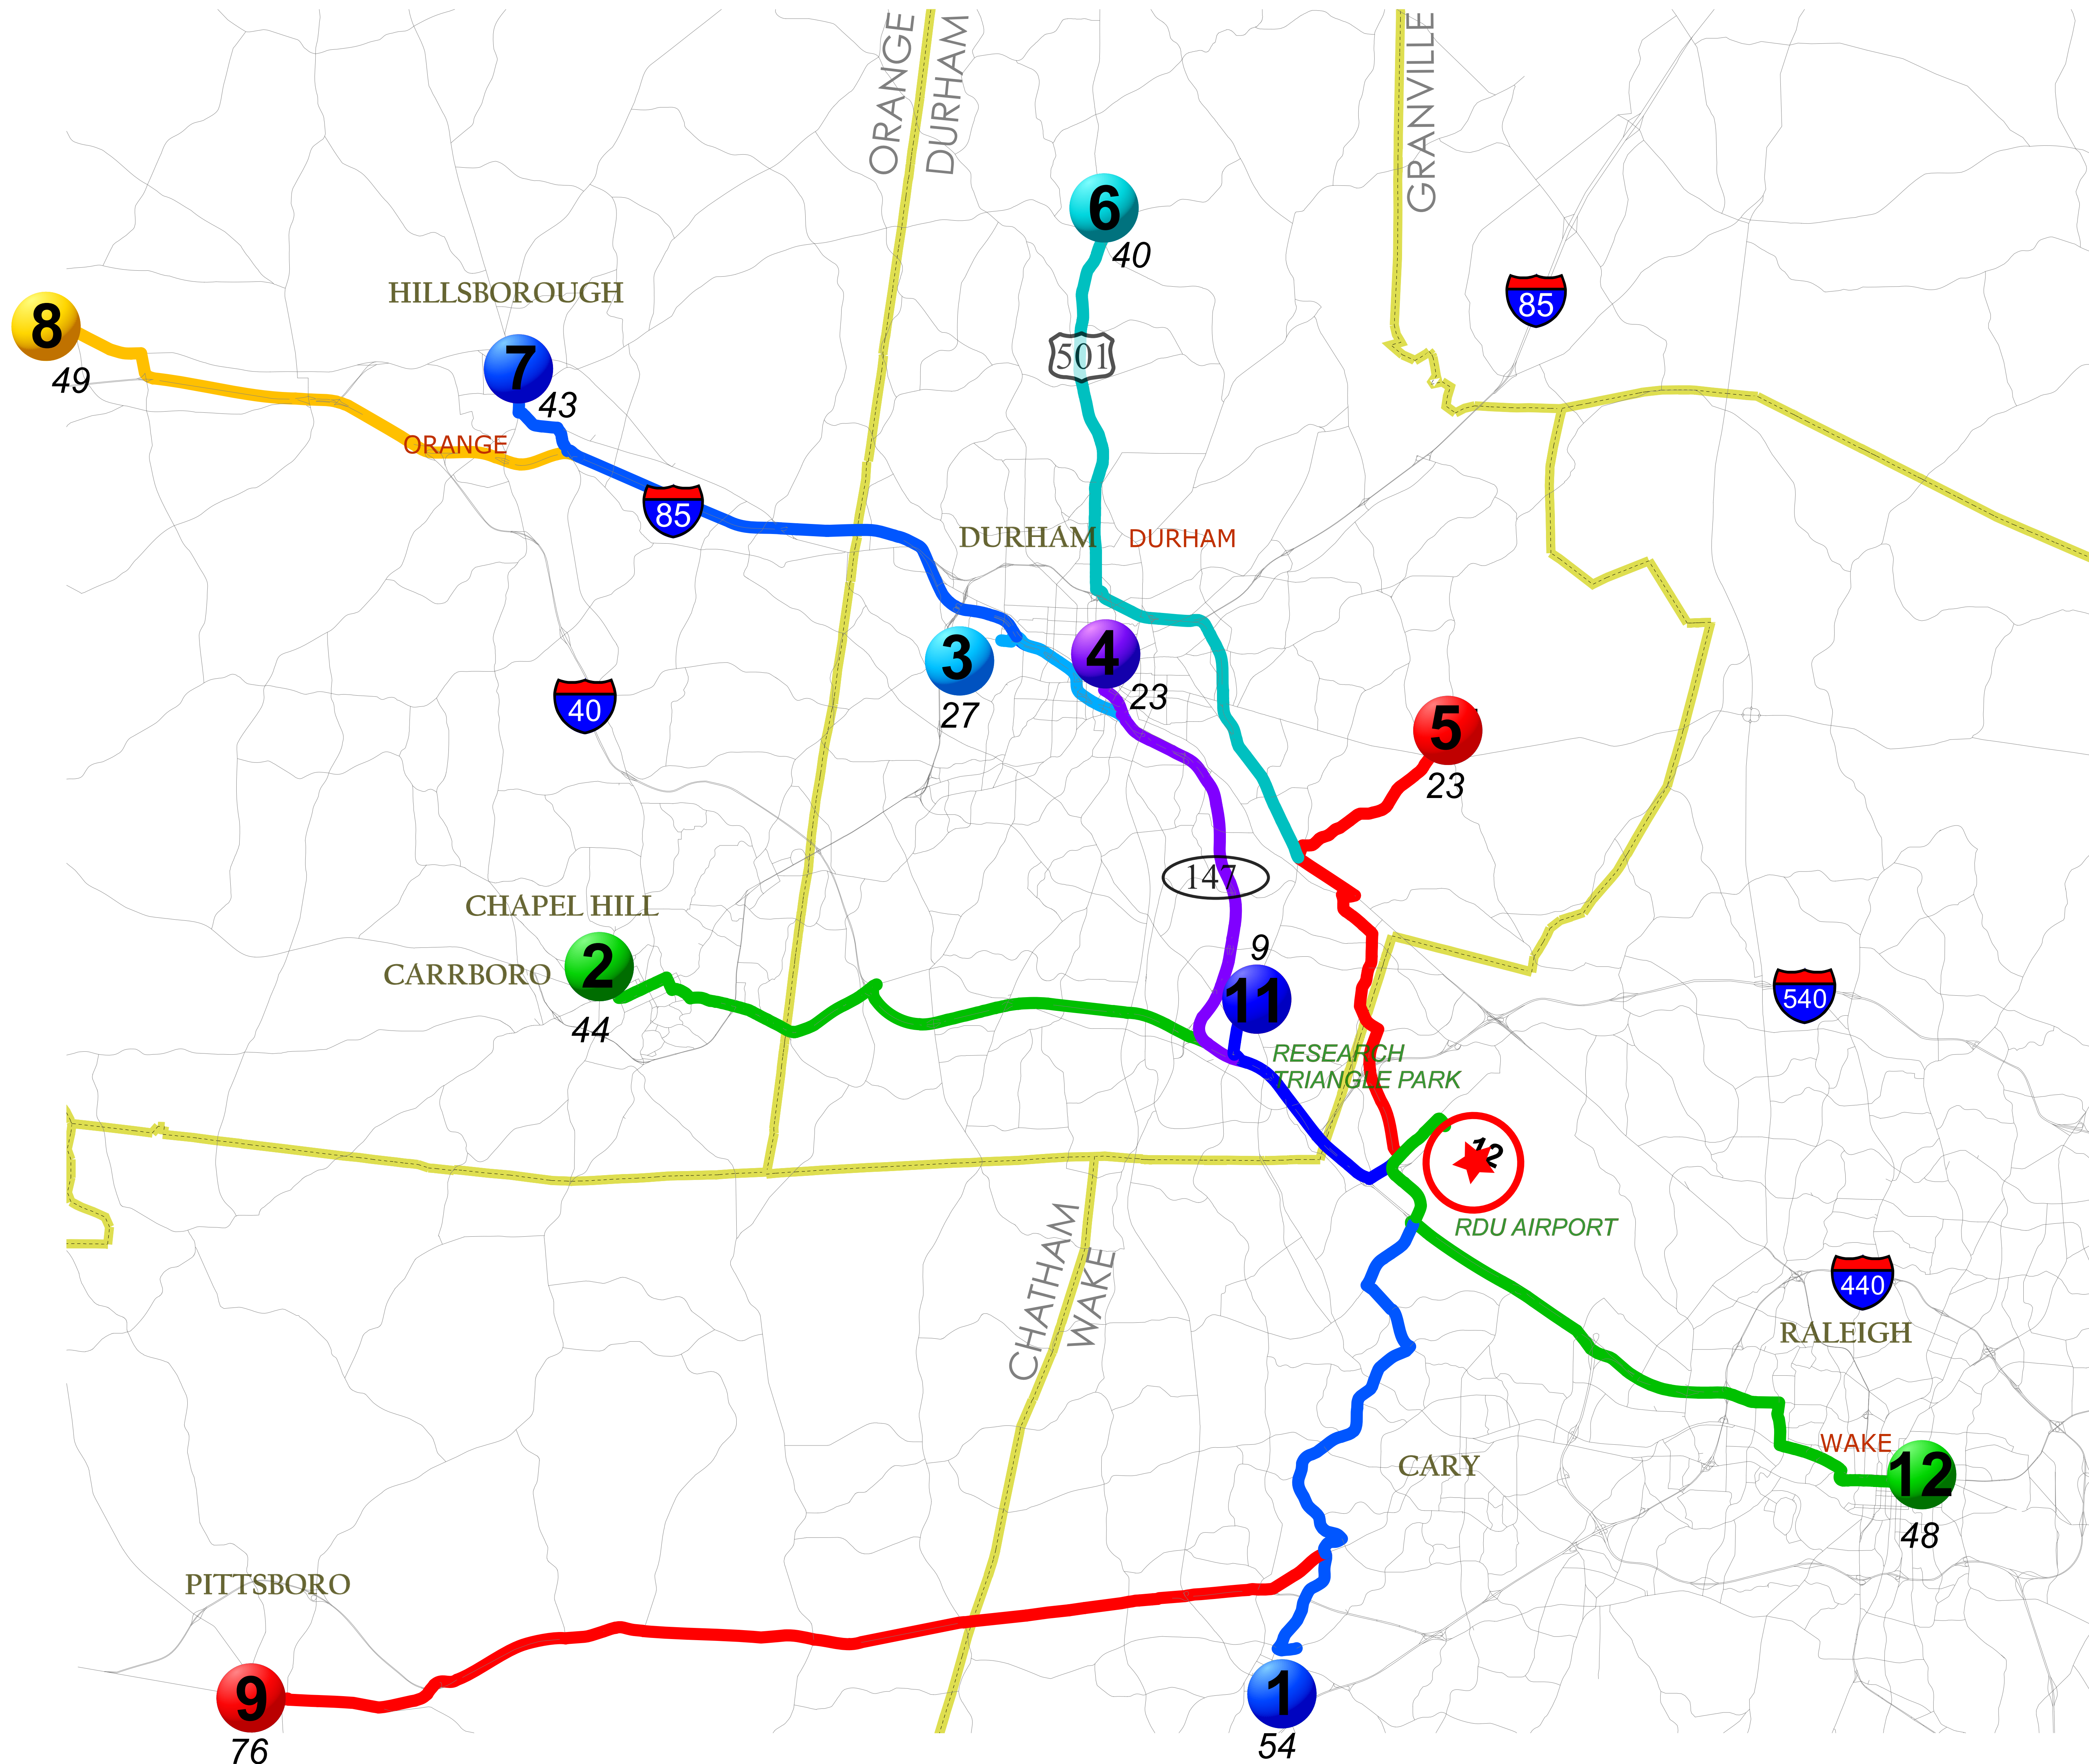 ORANGE
DURHAM
GRANVILLE
6
40
HILLSBOROUGH
85
8
49
7
43
501
ORANGE
85
DURHAM
DURHAM
3
27
4
23
40
5
23
147
CHAPEL HILL
CARRBORO
2
44
9
11
540
RESEARCH
TRIANGLE PARK
12
RDU AIRPORT
CHATHAM
WAKE
440
RALEIGH
CARY
WAKE
12
48
PITTSBORO
9
76
1
54